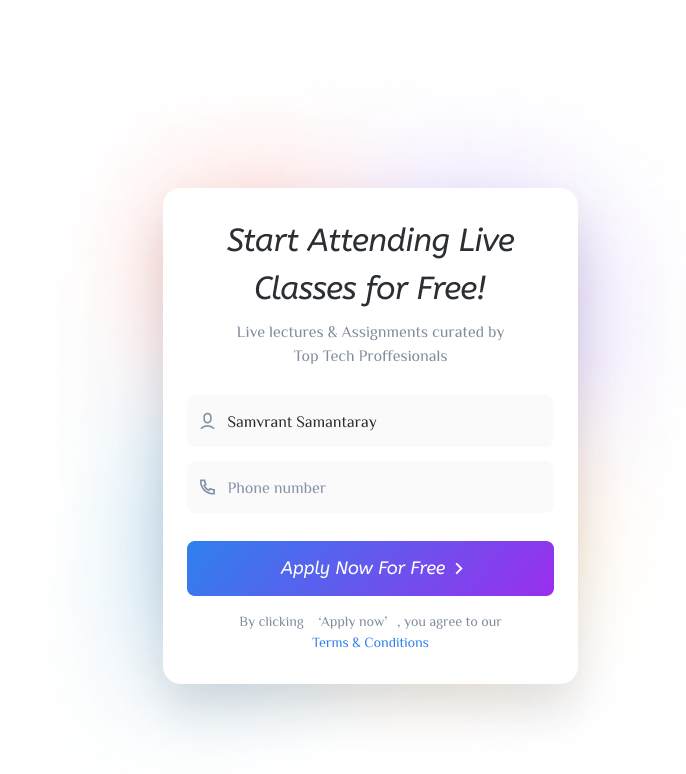 Start Attending Live
Classes for Free!
Live lectures & Assignments curated by
Top Tech Proffesionals
Samvrant Samantaray
Phone number
Apply Now For Free
By clicking ‘Apply now’ , you agree to our
Terms & Conditions